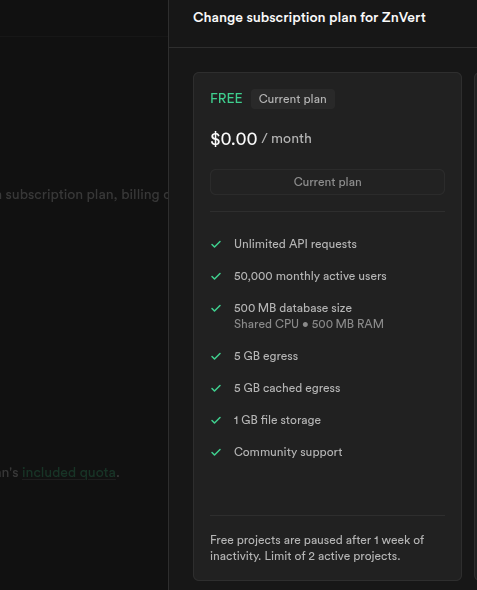 Change subscription plan for ZnVert
FREE Current plan
$0.00 / month
Current plan
subscription plan, billing
Unlimited API requests
50,000 monthly active users
500 MB database size
Shared CPU • 500 MB RAM
5 GB egress
5 GB cached egress
1 GB file storage
Community support
included quota.
Free projects are paused after 1 week of
inactivity. Limit of 2 active projects.